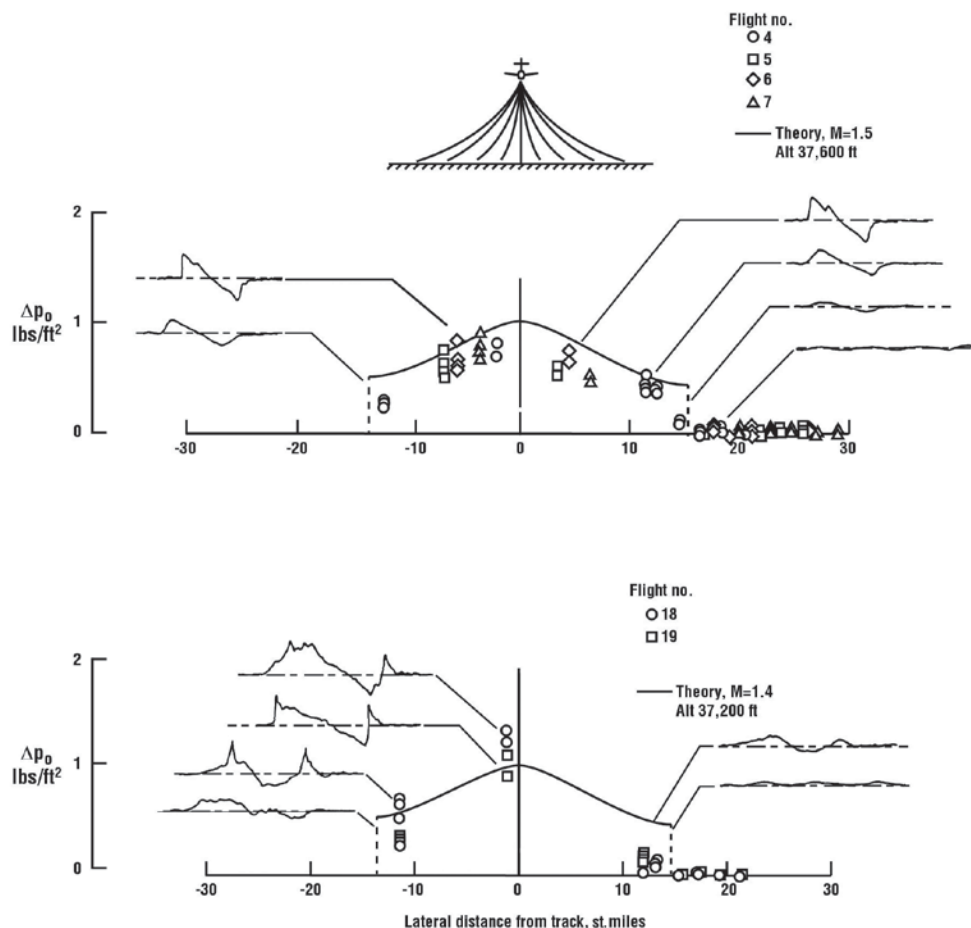 Flight no.
4
5
6
7
Theory, M=1.5
Alt 37,600 ft
2
1
0
Δpₒ
lbs/ft²
-30 -20 -10 0 10 20 30
Flight no.
18
19
Theory, M=1.4
Alt 37,200 ft
2
1
0
Δpₒ
lbs/ft²
-30 -20 -10 0 10 20 30
Lateral distance from track, st.miles